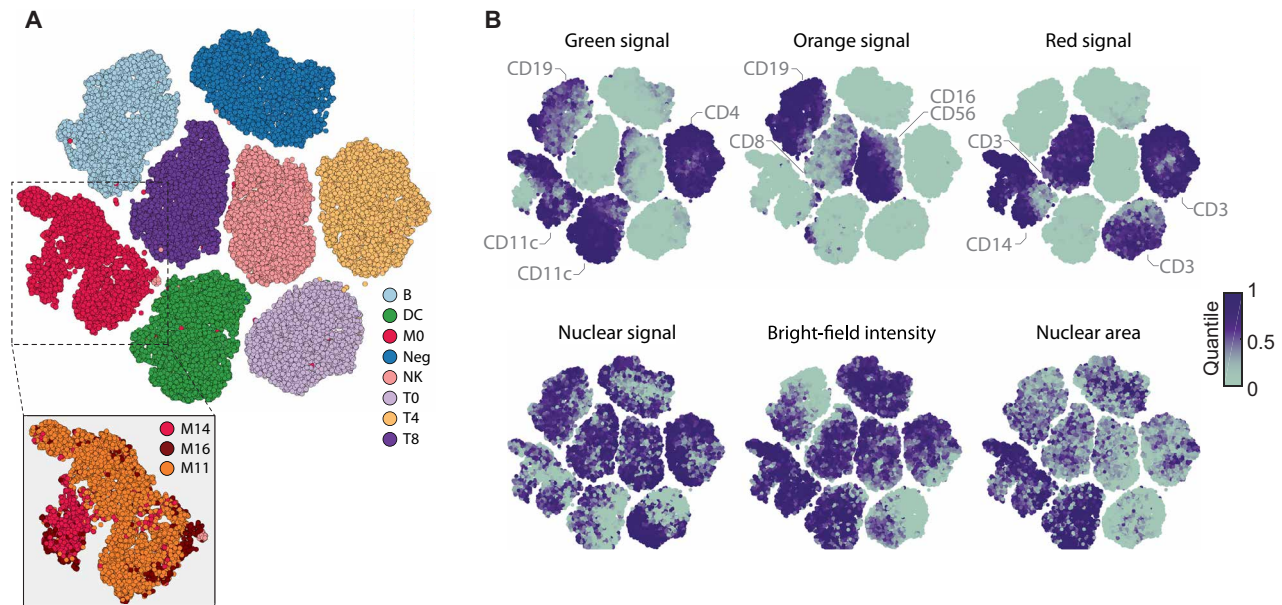 A
B
DC
M0
Neg
NK
T0
T4
T8
M14
M16
M11
B
Green signal
Orange signal
Red signal
CD19
CD4
CD11c
CD11c
CD19
CD16
CD56
CD8
CD3
CD14
CD3
CD3
Nuclear signal
Bright-field intensity
Nuclear area
Quantile
1
0.5
0